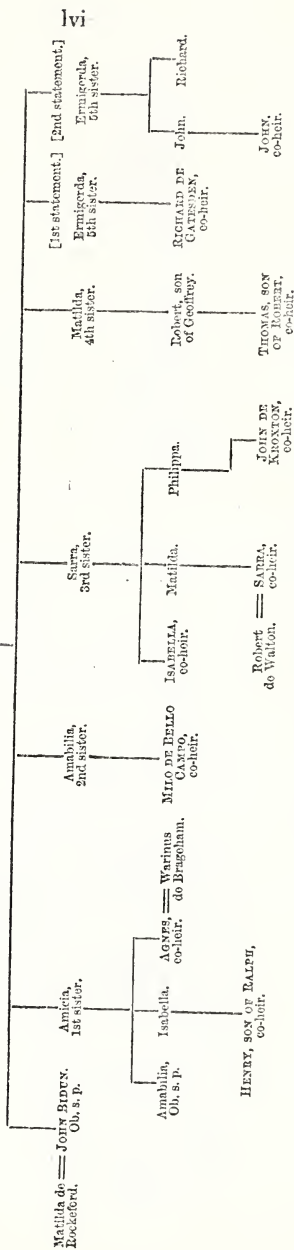 lvi
Matilda de = JOHN BIDUN.
Rockeford. Ob. s. p.
Amicia,
1st sister.
Amabilia,
2nd sister.
Sarra,
3rd sister.
Matilda,
4th sister.
[1st statement.]
Ermigerda,
5th sister.
[2nd statement.]
Ermigerda,
5th sister.
Amabilia,
Ob. s. p.
Isabella.
AGNES, = Warinus
co-heir. de Brageham.
MILO DE BELLO
CAMPO,
co-heir.
ISABELLA,
co-heir.
Matilda.
Philippa.
Robert, son
of Geoffrey.
RICHARD DE
GATESDEN,
co-heir.
John.
Richard.
HENRY, SON OF RALPH,
co-heir.
Robert = SARRA,
de Walton. co-heir.
JOHN DE
KROXTON,
co-heir.
THOMAS, SON
OF ROBERT,
co-heir.
JOHN,
co-heir.